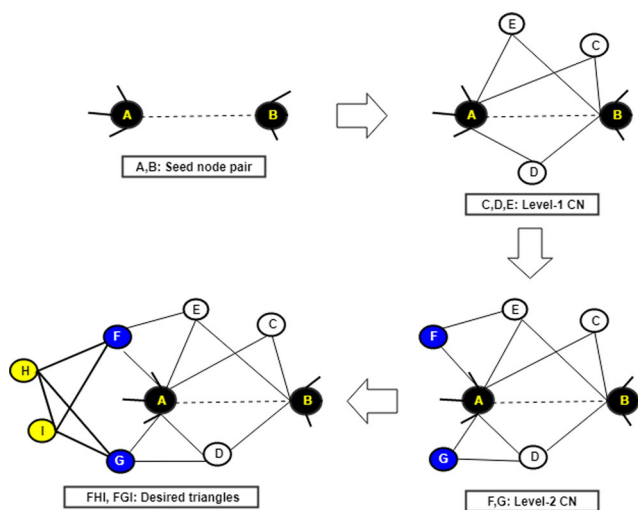 A
B
A,B: Seed node pair
E
C
A
B
D
C,D,E: Level-1 CN
E
C
F
H
A
B
I
D
G
FHI, FGI: Desired triangles
E
C
F
A
B
G
D
F,G: Level-2 CN